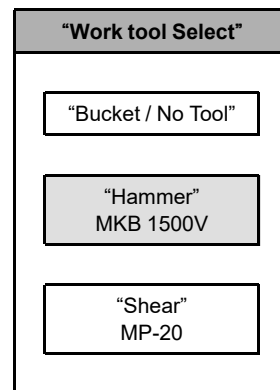 “Work tool Select”
“Bucket / No Tool”
“Hammer”
MKB 1500V
“Shear”
MP-20